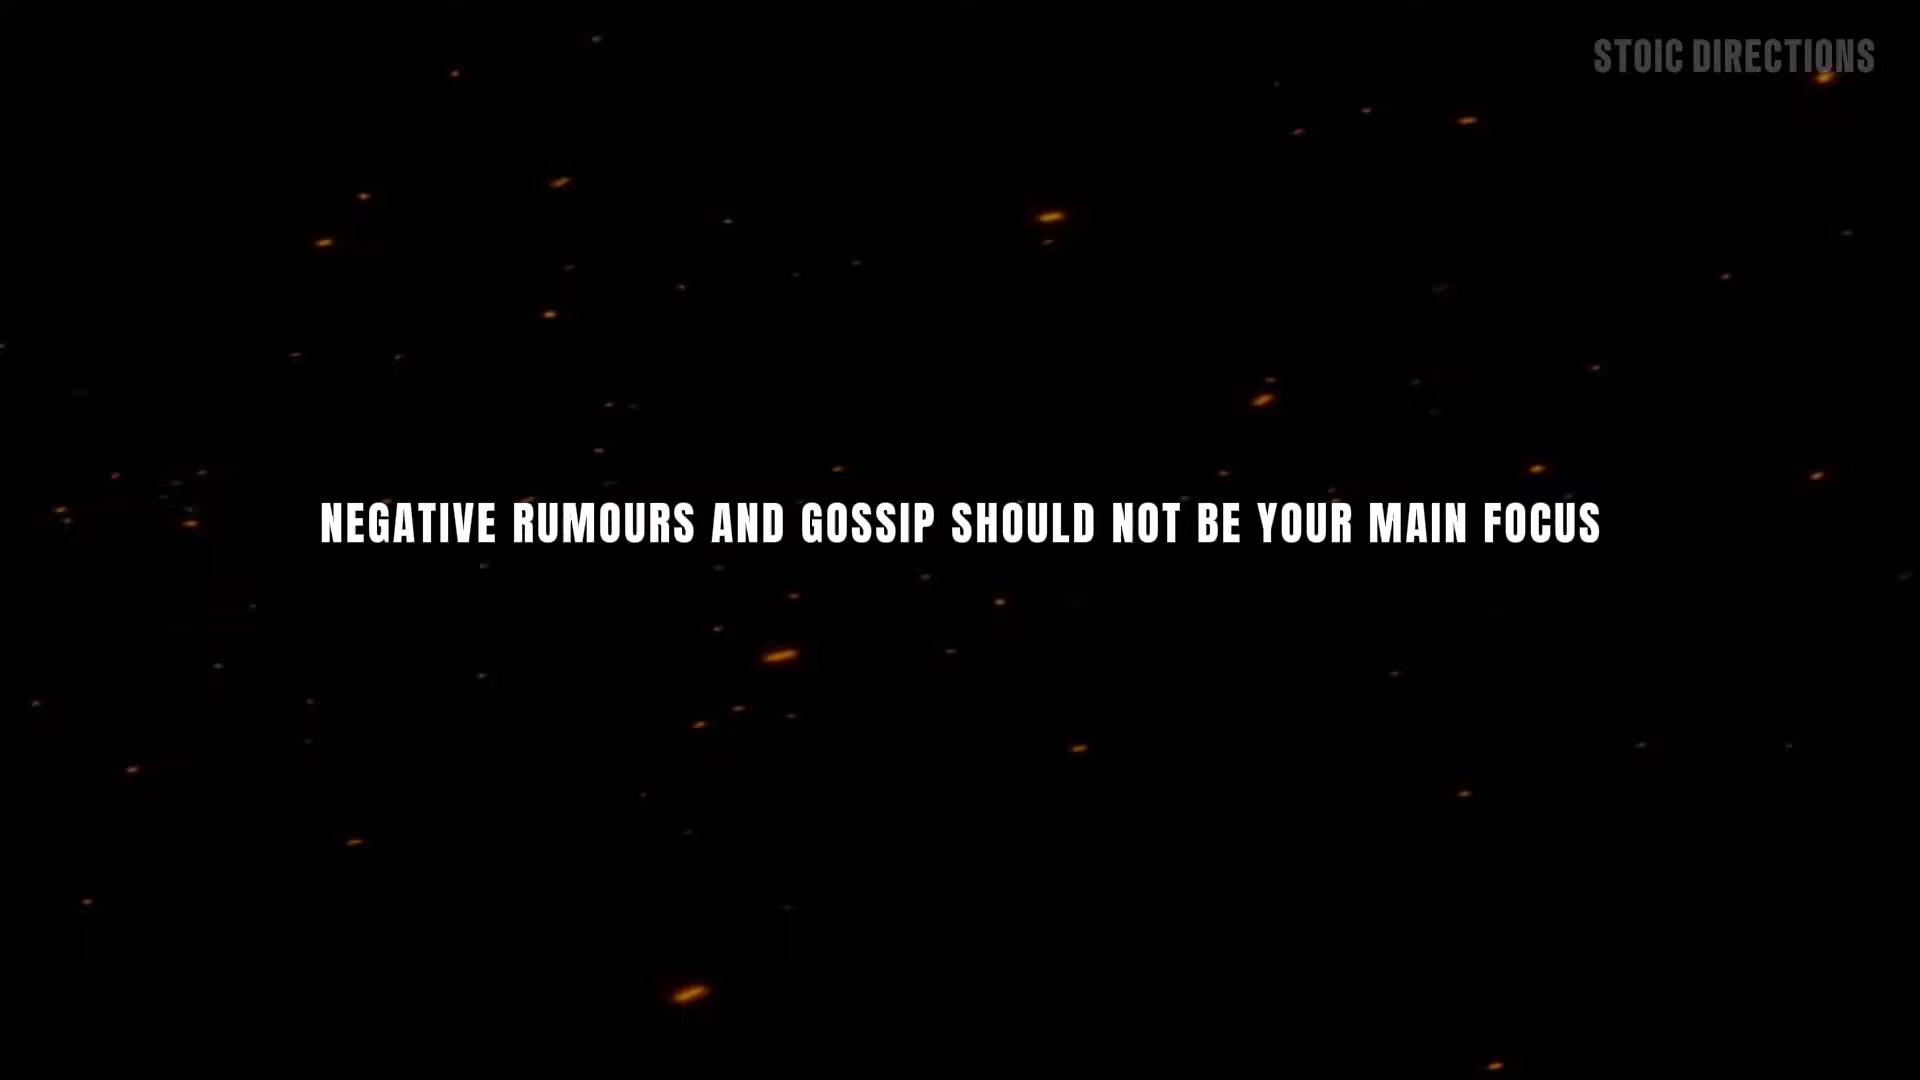 STOIC DIRECTIONS
NEGATIVE RUMOURS AND GOSSIP SHOULD NOT BE YOUR MAIN FOCUS